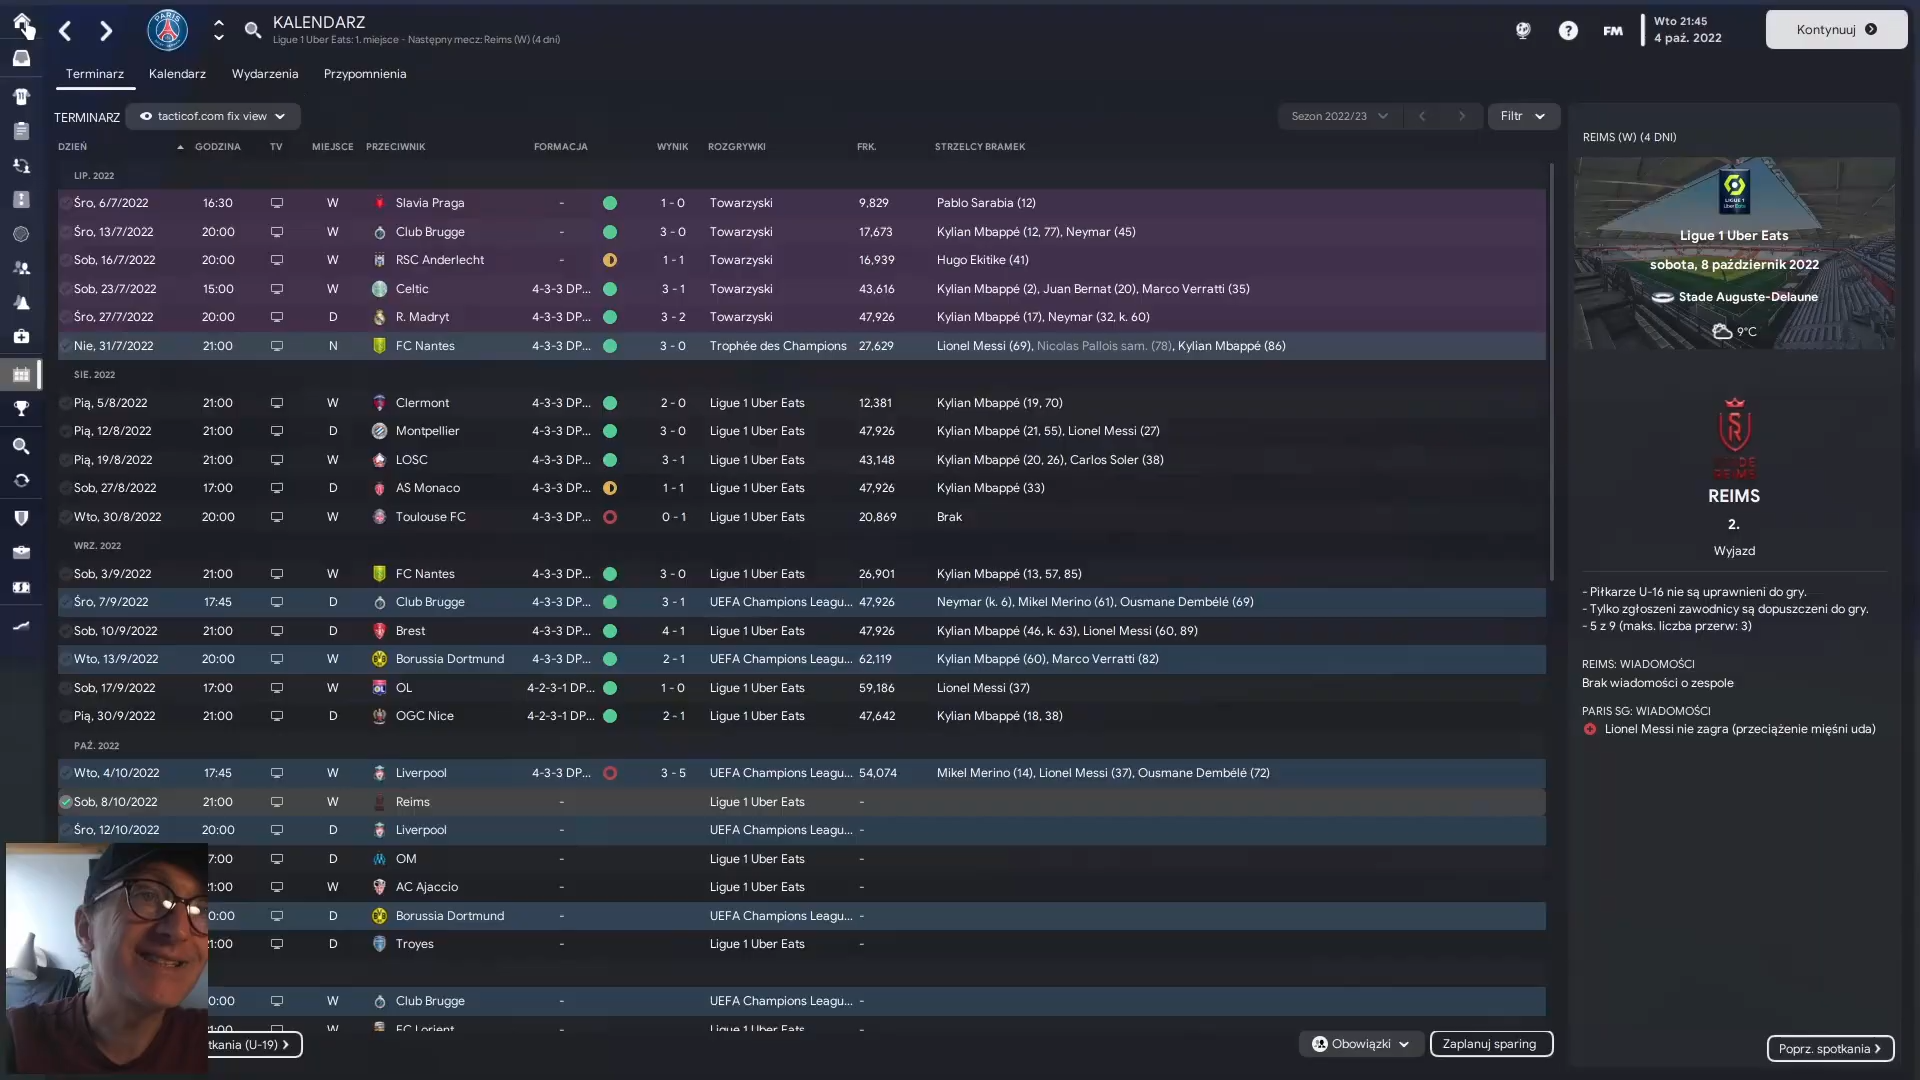 KALENDARZ
Ligue 1 Uber Eats: 1. miejsce - Następny mecz: Reims (W) (4 dni)
FM
Wto 21:45
4 paź. 2022
Kontynuuj
Terminarz Kalendarz Wydarzenia Przypomnienia
TERMINARZ tacticof.com fix view
Sezon 2022/23 Filtr
DZIEŃ GODZINA TV MIEJSCE PRZECIWNIK FORMACJA WYNIK ROZGRYWKI FRK. STRZELCY BRAMEK
LIP. 2022
Śro, 6/7/2022 16:30 W Slavia Praga - 1 - 0 Towarzyski 9,829 Pablo Sarabia (12)
Śro, 13/7/2022 20:00 W Club Brugge - 3 - 0 Towarzyski 17,673 Kylian Mbappé (12, 77), Neymar (45)
Sob, 16/7/2022 20:00 W RSC Anderlecht - 1 - 1 Towarzyski 16,939 Hugo Ekitike (41)
Sob, 23/7/2022 15:00 W Celtic 4-3-3 DP... 3 - 1 Towarzyski 43,616 Kylian Mbappé (2), Juan Bernat (20), Marco Verratti (35)
Śro, 27/7/2022 20:00 D R. Madryt 4-3-3 DP... 3 - 2 Towarzyski 47,926 Kylian Mbappé (17), Neymar (32, k. 60)
Nie, 31/7/2022 21:00 N FC Nantes 4-3-3 DP... 3 - 0 Trophée des Champions 27,629 Lionel Messi (69), Nicolas Pallois sam. (78), Kylian Mbappé (86)
SIE. 2022
Pią, 5/8/2022 21:00 W Clermont 4-3-3 DP... 2 - 0 Ligue 1 Uber Eats 12,381 Kylian Mbappé (19, 70)
Pią, 12/8/2022 21:00 D Montpellier 4-3-3 DP... 3 - 0 Ligue 1 Uber Eats 47,926 Kylian Mbappé (21, 55), Lionel Messi (27)
Pią, 19/8/2022 21:00 W LOSC 4-3-3 DP... 3 - 1 Ligue 1 Uber Eats 43,148 Kylian Mbappé (20, 26), Carlos Soler (38)
Sob, 27/8/2022 17:00 D AS Monaco 4-3-3 DP... 1 - 1 Ligue 1 Uber Eats 47,926 Kylian Mbappé (33)
Wto, 30/8/2022 20:00 W Toulouse FC 4-3-3 DP... 0 - 1 Ligue 1 Uber Eats 20,869 Brak
WRZ. 2022
Sob, 3/9/2022 21:00 W FC Nantes 4-3-3 DP... 3 - 0 Ligue 1 Uber Eats 26,901 Kylian Mbappé (13, 57, 85)
Śro, 7/9/2022 17:45 D Club Brugge 4-3-3 DP... 3 - 1 UEFA Champions Leagu... 47,926 Neymar (k. 6), Mikel Merino (61), Ousmane Dembélé (69)
Sob, 10/9/2022 21:00 D Brest 4-3-3 DP... 4 - 1 Ligue 1 Uber Eats 47,926 Kylian Mbappé (46, k. 63), Lionel Messi (60, 89)
Wto, 13/9/2022 20:00 W Borussia Dortmund 4-3-3 DP... 2 - 1 UEFA Champions Leagu... 62,119 Kylian Mbappé (60), Marco Verratti (82)
Sob, 17/9/2022 17:00 W OL 4-2-3-1 DP... 1 - 0 Ligue 1 Uber Eats 59,186 Lionel Messi (37)
Pią, 30/9/2022 21:00 D OGC Nice 4-2-3-1 DP... 2 - 1 Ligue 1 Uber Eats 47,642 Kylian Mbappé (18, 38)
PAŹ. 2022
Wto, 4/10/2022 17:45 W Liverpool 4-3-3 DP... 3 - 5 UEFA Champions Leagu... 54,074 Mikel Merino (14), Lionel Messi (37), Ousmane Dembélé (72)
Sob, 8/10/2022 21:00 W Reims - Ligue 1 Uber Eats -
Śro, 12/10/2022 20:00 D Liverpool - UEFA Champions Leagu... -
7:00 D OM - Ligue 1 Uber Eats -
1:00 W AC Ajaccio - Ligue 1 Uber Eats -
0:00 D Borussia Dortmund - UEFA Champions Leagu... -
1:00 D Troyes - Ligue 1 Uber Eats -
0:00 W Club Brugge - UEFA Champions Leagu... -
1:00 W FC Lorient Ligue 1 Uber Eats
tkania (U-19)
Obowiązki Zaplanuj sparing
REIMS (W) (4 DNI)
Ligue 1 Uber Eats
sobota, 8 październik 2022
Stade Auguste-Delaune
9°C
REIMS
2.
Wyjazd
- Piłkarze U-16 nie są uprawnieni do gry.
- Tylko zgłoszeni zawodnicy są dopuszczeni do gry.
- 5 z 9 (maks. liczba przerw: 3)
REIMS: WIADOMOŚCI
Brak wiadomości o zespole
PARIS SG: WIADOMOŚCI
Lionel Messi nie zagra (przeciążenie mięśni uda)
Poprz. spotkania